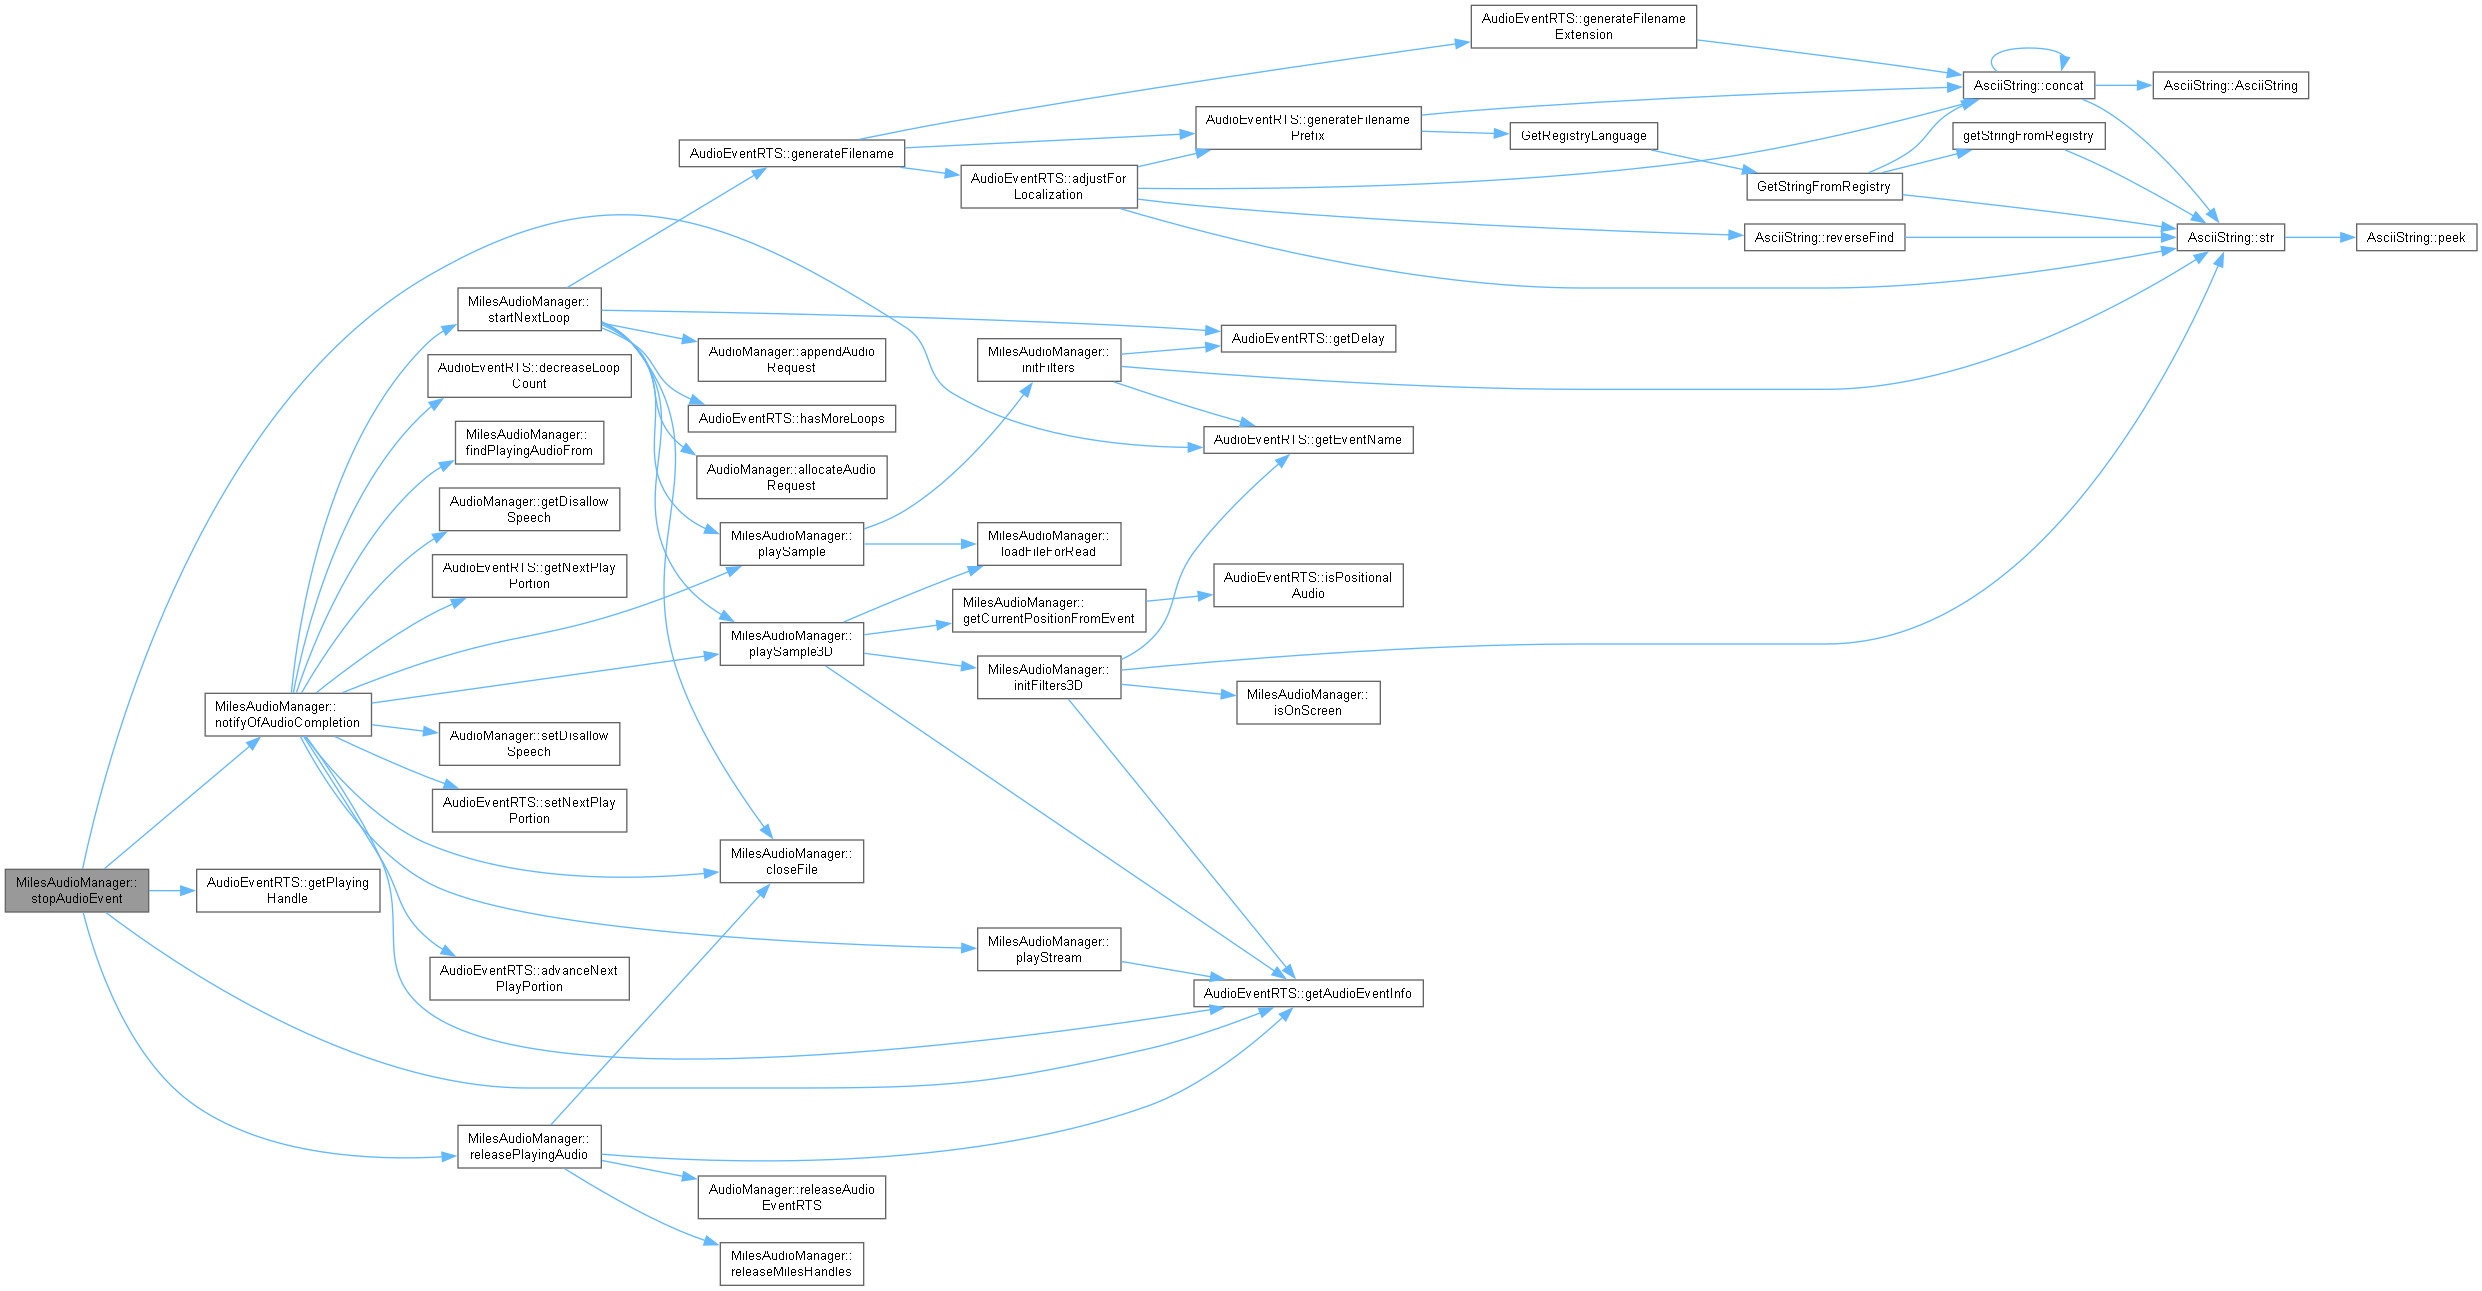 AudioEventRTS::generateFilename
Extension
AsciiString::concat
AsciiString::AsciiString
AudioEventRTS::generateFilename
Prefix
GetRegistryLanguage
getStringFromRegistry
AudioEventRTS::generateFilename
AudioEventRTS::adjustFor
Localization
GetStringFromRegistry
AsciiString::reverseFind
AsciiString::str
AsciiString::peek
MilesAudioManager::
startNextLoop
AudioEventRTS::getDelay
AudioManager::appendAudio
Request
MilesAudioManager::
initFilters
AudioEventRTS::decreaseLoop
Count
AudioEventRTS::hasMoreLoops
MilesAudioManager::
findPlayingAudioFrom
AudioEventRTS::getEventName
AudioManager::allocateAudio
Request
AudioManager::getDisallow
Speech
MilesAudioManager::
playSample
MilesAudioManager::
loadFileForRead
AudioEventRTS::getNextPlay
Portion
AudioEventRTS::isPositional
Audio
MilesAudioManager::
getCurrentPositionFromEvent
MilesAudioManager::
playSample3D
MilesAudioManager::
initFilters3D
MilesAudioManager::
isOnScreen
MilesAudioManager::
notifyOfAudioCompletion
AudioManager::setDisallow
Speech
AudioEventRTS::setNextPlay
Portion
MilesAudioManager::
closeFile
MilesAudioManager::
stopAudioEvent
AudioEventRTS::getPlaying
Handle
MilesAudioManager::
playStream
AudioEventRTS::advanceNext
PlayPortion
AudioEventRTS::getAudioEventInfo
MilesAudioManager::
releasePlayingAudio
AudioManager::releaseAudio
EventRTS
MilesAudioManager::
releaseMilesHandles